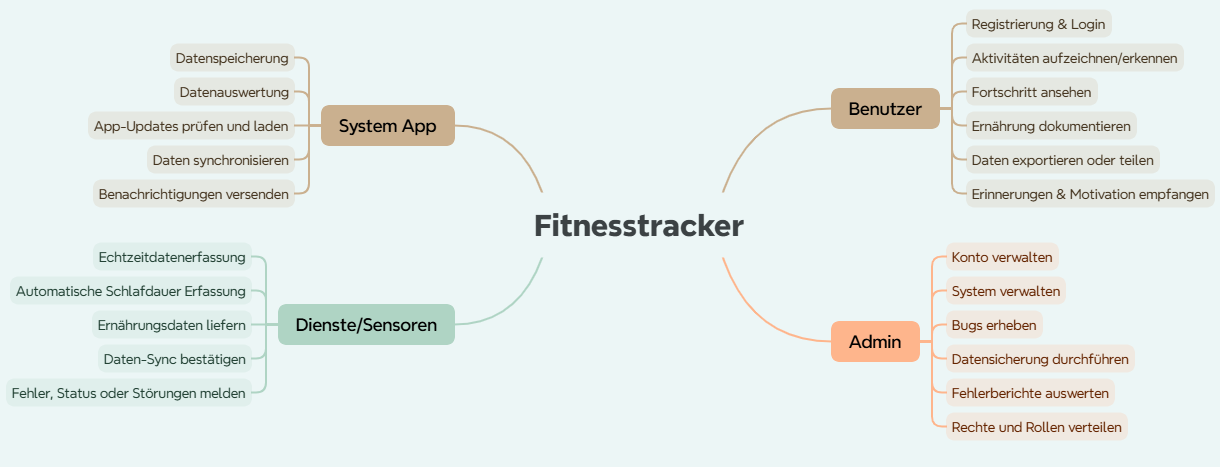 Fitnesstracker
System App
Datenspeicherung
Datenauswertung
App-Updates prüfen und laden
Daten synchronisieren
Benachrichtigungen versenden
Dienste/Sensoren
Echtzeitdatenerfassung
Automatische Schlafdauer Erfassung
Ernährungsdaten liefern
Daten-Sync bestätigen
Fehler, Status oder Störungen melden
Benutzer
Registrierung & Login
Aktivitäten aufzeichnen/erkennen
Fortschritt ansehen
Ernährung dokumentieren
Daten exportieren oder teilen
Erinnerungen & Motivation empfangen
Admin
Konto verwalten
System verwalten
Bugs erheben
Datensicherung durchführen
Fehlerberichte auswerten
Rechte und Rollen verteilen